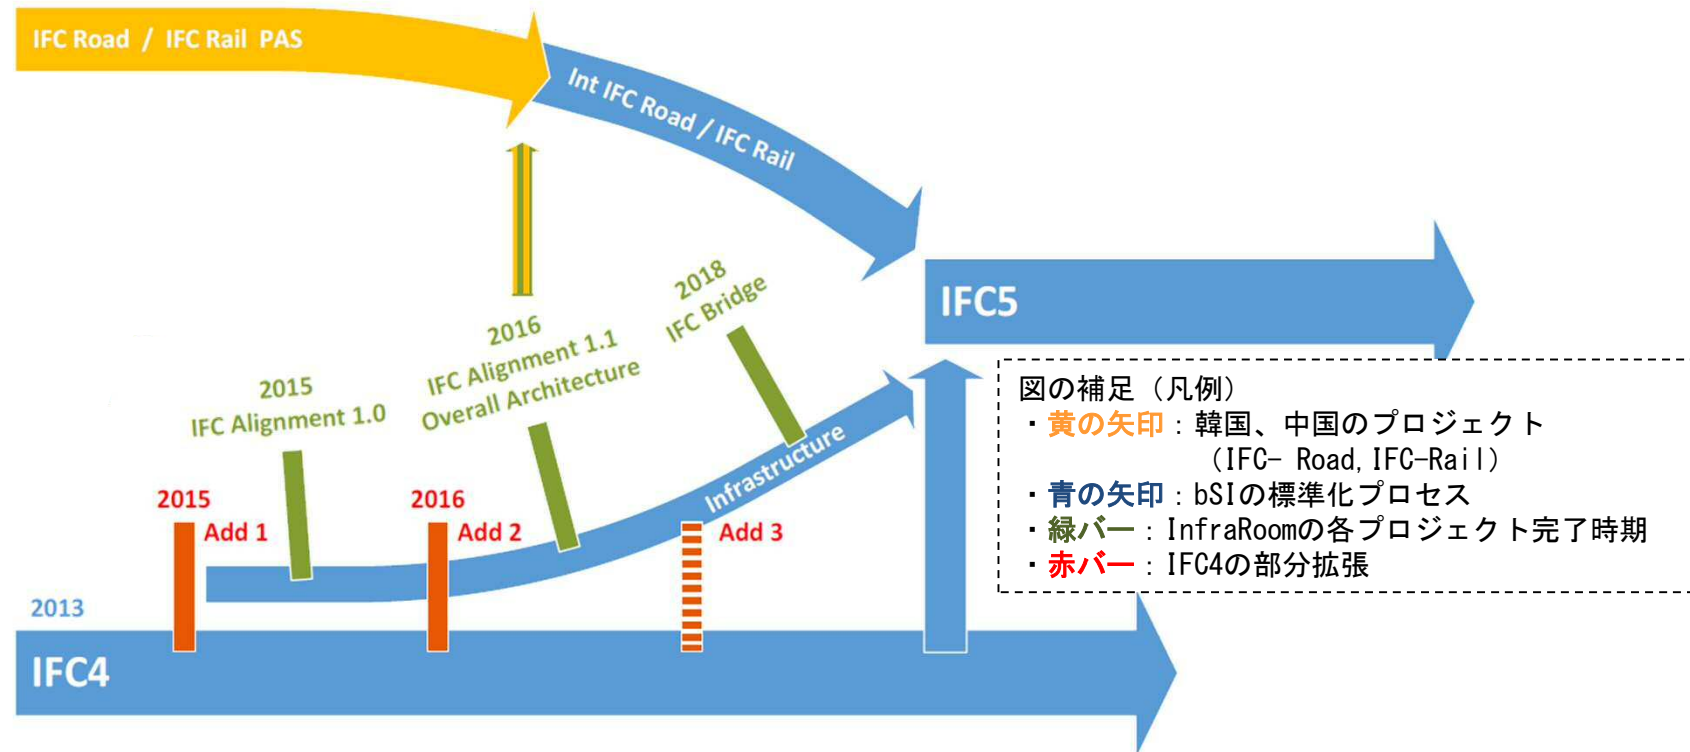 IFC Road / IFC Rail PAS
Int IFC Road / IFC Rail
2018
IFC Bridge
IFC5
2016
IFC Alignment 1.1
Overall Architecture
2015
IFC Alignment 1.0
Infrastructure
2015
Add 1
2016
Add 2
Add 3
2013
IFC4
図の補足（凡例）
・黄の矢印：韓国、中国のプロジェクト
（IFC- Road,IFC-Rail）
・青の矢印：bSIの標準化プロセス
・緑バー：InfraRoomの各プロジェクト完了時期
・赤バー：IFC4の部分拡張